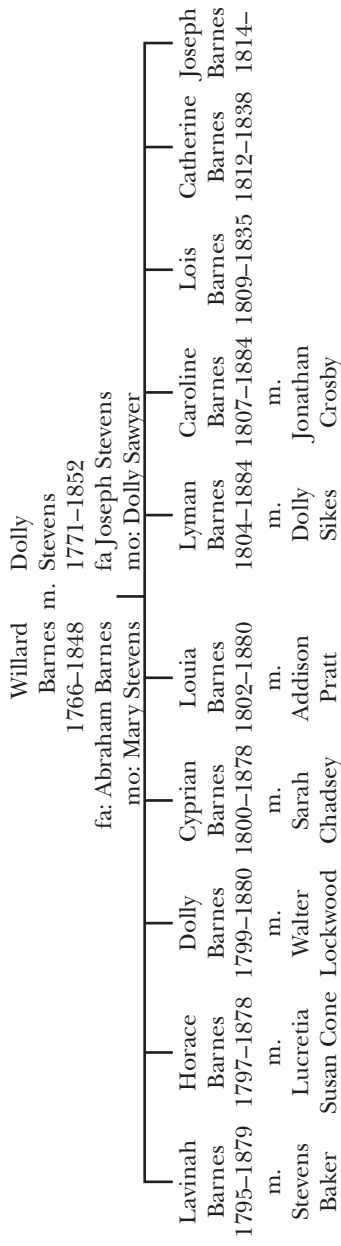 Willard
Barnes
1766–1848
fa: Abraham Barnes
mo: Mary Stevens
m.
Dolly
Stevens
1771–1852
fa Joseph Stevens
mo: Dolly Sawyer
Lavinah
Barnes
1795–1879
m.
Stevens
Baker
Horace
Barnes
1797–1878
m.
Lucretia
Susan Cone
Dolly
Barnes
1799–1880
m.
Walter
Lockwood
Cyprian
Barnes
1800–1878
m.
Sarah
Chadsey
Louia
Barnes
1802–1880
m.
Addison
Pratt
Lyman
Barnes
1804–1884
m.
Dolly
Sikes
Caroline
Barnes
1807–1884
m.
Jonathan
Crosby
Lois
Barnes
1809–1835
Catherine
Barnes
1812–1838
Joseph
Barnes
1814–